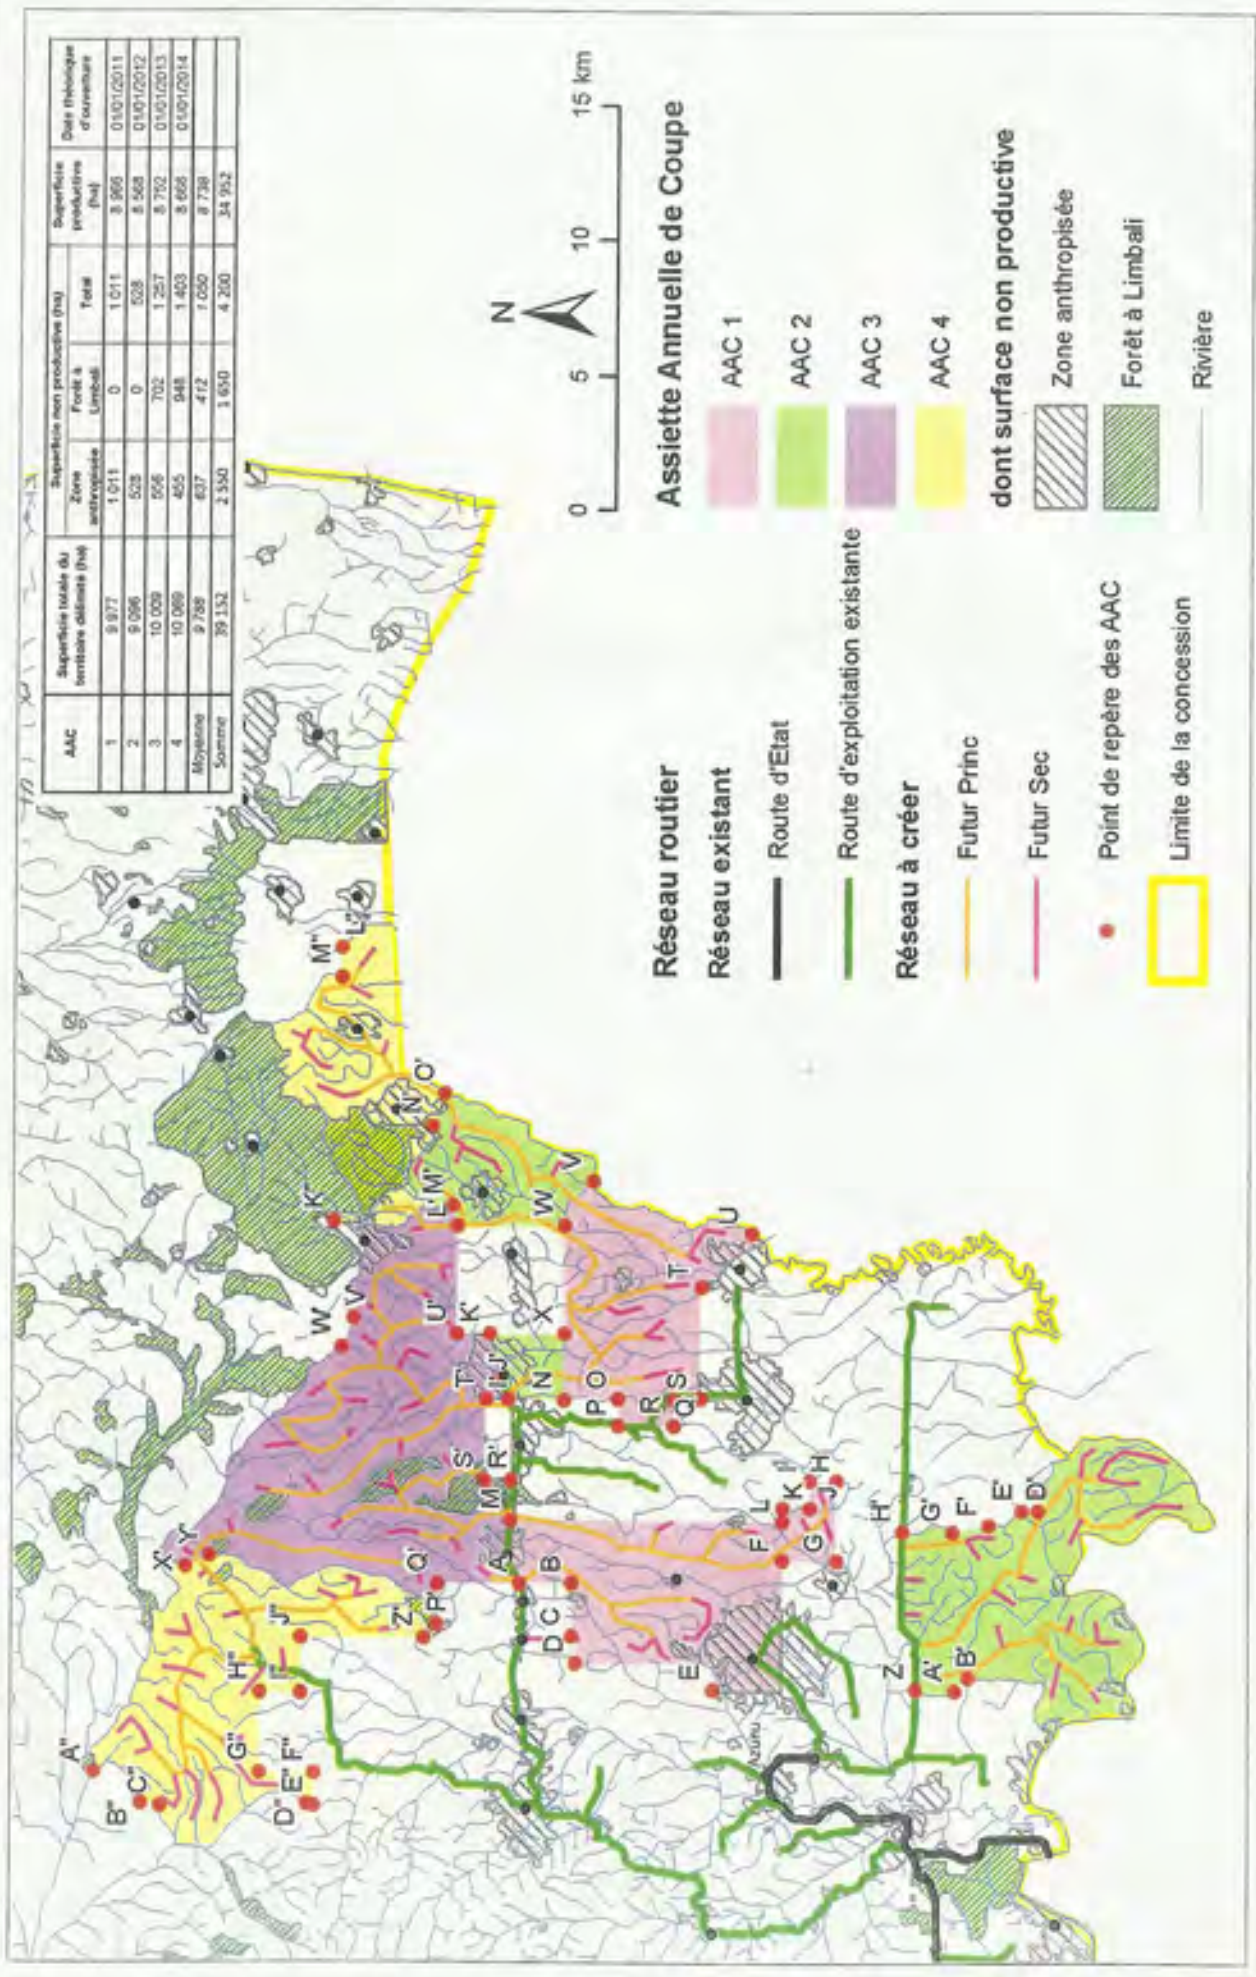 AAC Superficie totale du territoire délimité (ha) Superficie non productive (ha) Superficie productive (ha) Date théorique d'ouverture
Zone anthropisée Forêt à Limbali Total
1 9 977 1 011 0 1 011 8 966 01/01/2011
2 9 096 528 0 528 8 568 01/01/2012
3 10 009 556 702 1 257 8 752 01/01/2013
4 10 069 455 948 1 403 8 666 01/01/2014
Moyenne 9 788 637 412 1 050 8 738
Somme 39 152 2 550 1 650 4 200 34 952
A"
B"
C"
D"
E"
F"
G"
H"
I"
J"
X'
Y'
Z'
P'
Q'
W'
V'
K"
L'
M'
N'
O'
M"
L"
U'
K'
T'
I'
J'
S'
R'
M
A
B
C
D
E
N
X
W
V
O
P
R
Q
S
T
U
F
L
K
I
H
G
J
Z
A'
B'
H'
G'
F'
E'
D'
N
0 5 10 15 km
Réseau routier
Réseau existant
Route d'Etat
Route d'exploitation existante
Réseau à créer
Futur Princ
Futur Sec
Point de repère des AAC
Limite de la concession
Assiette Annuelle de Coupe
AAC 1
AAC 2
AAC 3
AAC 4
dont surface non productive
Zone anthropisée
Forêt à Limbali
Rivière